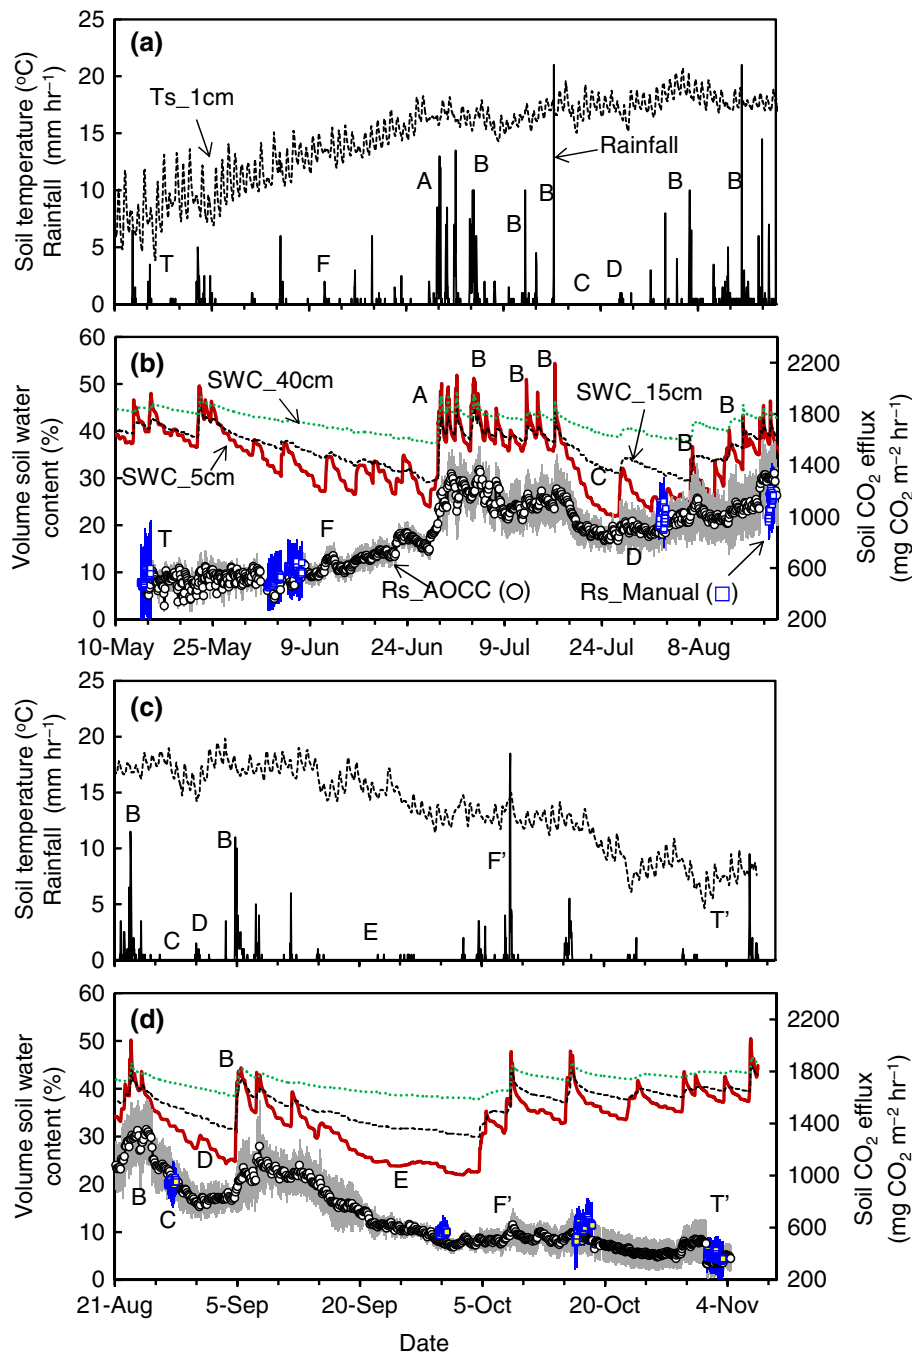 (a)
Soil temperature (oC)
Rainfall (mm hr−1)
25
20
15
10
5
0
Ts_1cm
Rainfall
T
F
A
B
B
B
C
D
B
B
(b)
Volume soil water
content (%)
60
50
40
30
20
10
0
SWC_40cm
SWC_5cm
SWC_15cm
A
B
B
B
B
B
C
D
T
F
Rs_AOCC (○)
Rs_Manual (□)
2200
1800
1400
1000
600
200
Soil CO2 efflux
(mg CO2 m−2 hr−1)
10-May
25-May
9-Jun
24-Jun
9-Jul
24-Jul
8-Aug
(c)
Soil temperature (oC)
Rainfall (mm hr−1)
25
20
15
10
5
0
B
C
D
B
E
F'
T'
(d)
Volume soil water
content (%)
60
50
40
30
20
10
0
B
D
E
B
C
F'
T'
2200
1800
1400
1000
600
200
Soil CO2 efflux
(mg CO2 m−2 hr−1)
21-Aug
5-Sep
20-Sep
5-Oct
20-Oct
4-Nov
Date